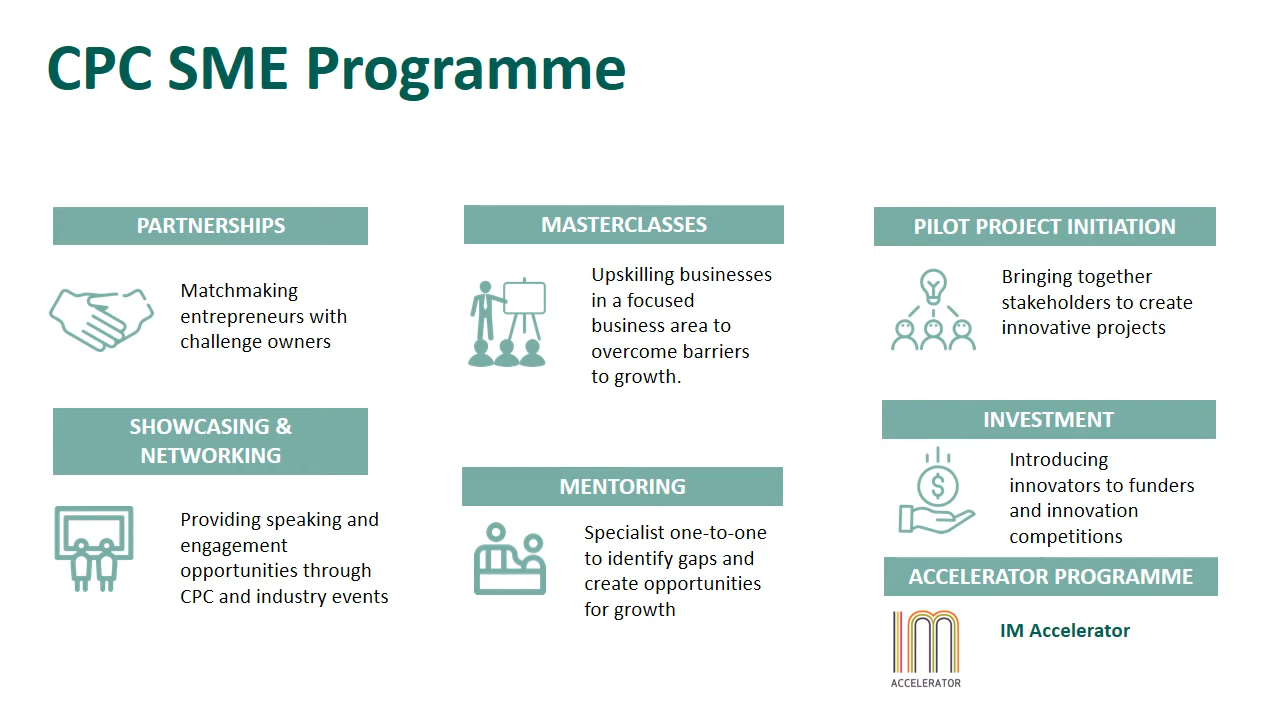 CPC SME Programme
PARTNERSHIPS
Matchmaking
entrepreneurs with
challenge owners
SHOWCASING &
NETWORKING
Providing speaking and
engagement
opportunities through
CPC and industry events
MASTERCLASSES
Upskilling businesses
in a focused
business area to
overcome barriers
to growth.
MENTORING
Specialist one-to-one
to identify gaps and
create opportunities
for growth
PILOT PROJECT INITIATION
Bringing together
stakeholders to create
innovative projects
INVESTMENT
$
Introducing
innovators to funders
and innovation
competitions
ACCELERATOR PROGRAMME
IM
ACCELERATOR
IM Accelerator